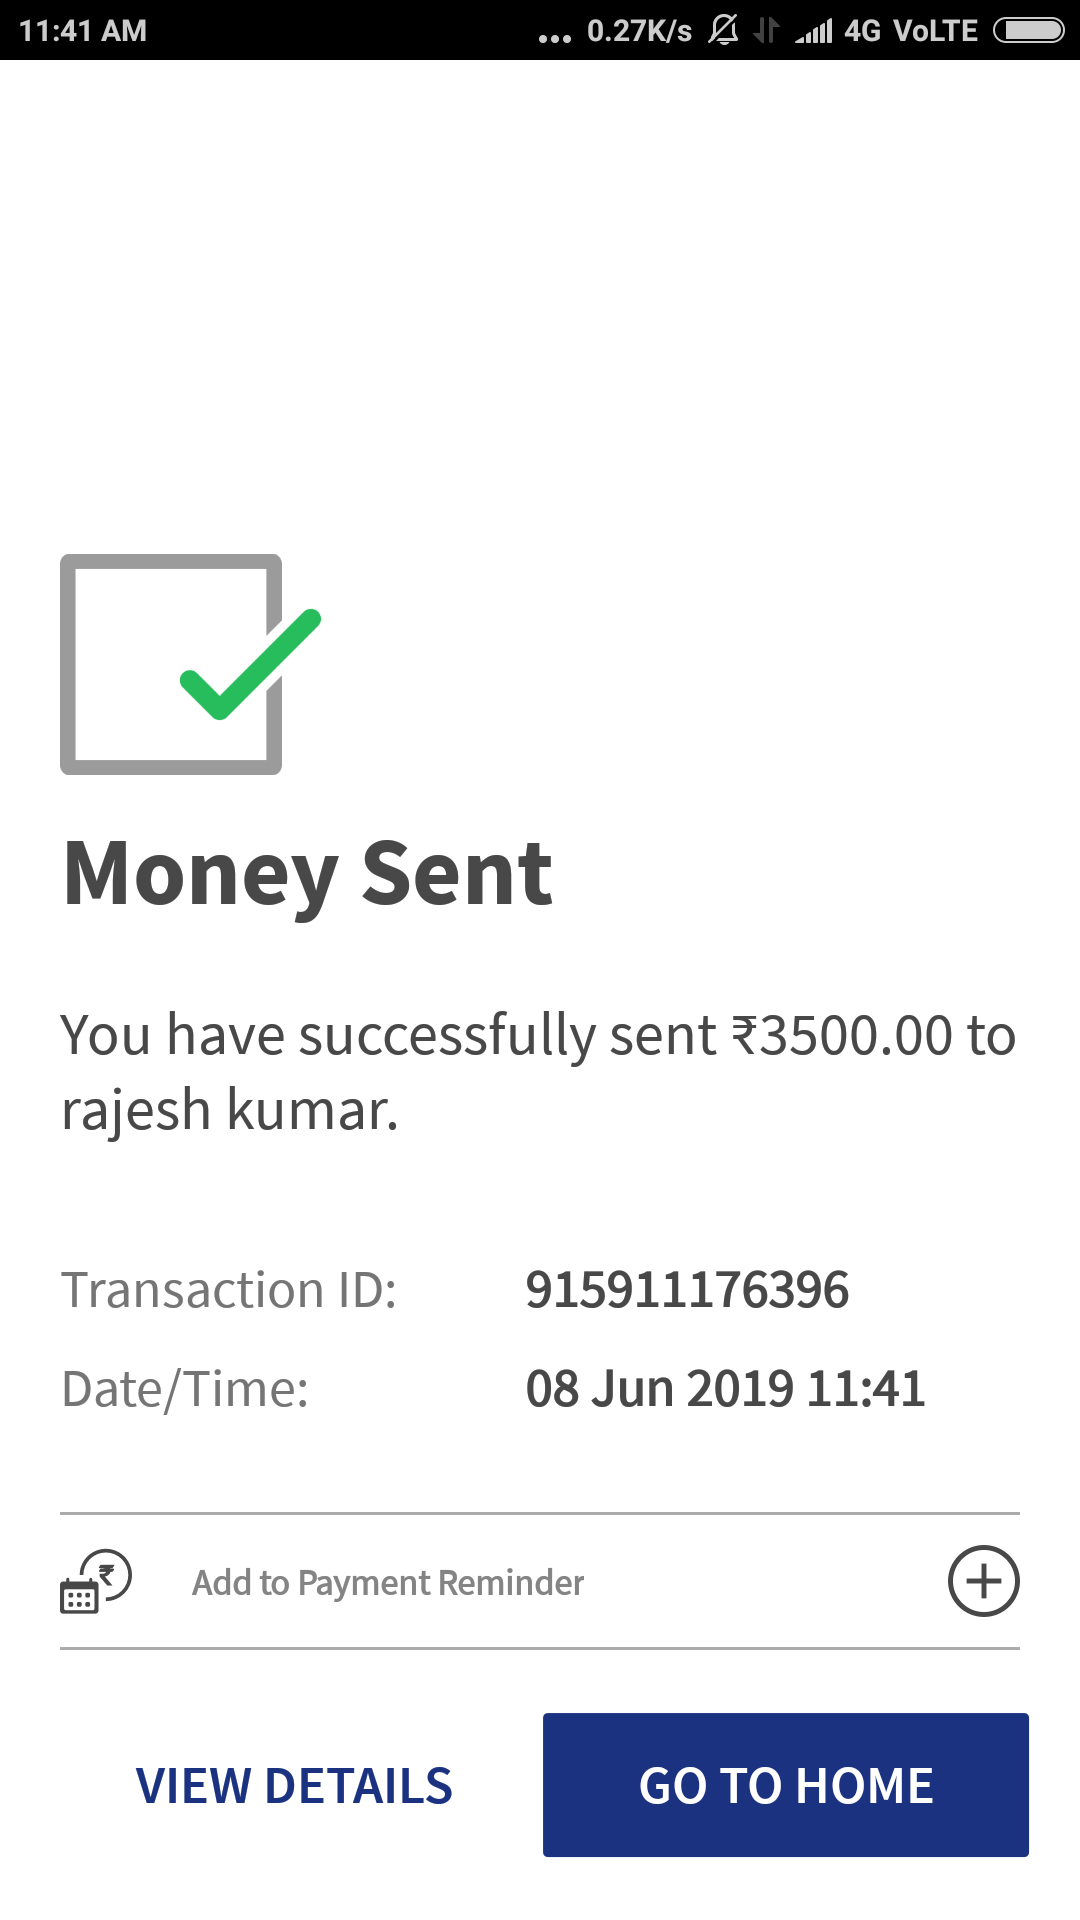 11:41 AM ... 0.27K/s 4G VoLTE
Money Sent
You have successfully sent ₹3500.00 to
rajesh kumar.
Transaction ID: 915911176396
Date/Time: 08 Jun 2019 11:41
Add to Payment Reminder
VIEW DETAILS GO TO HOME